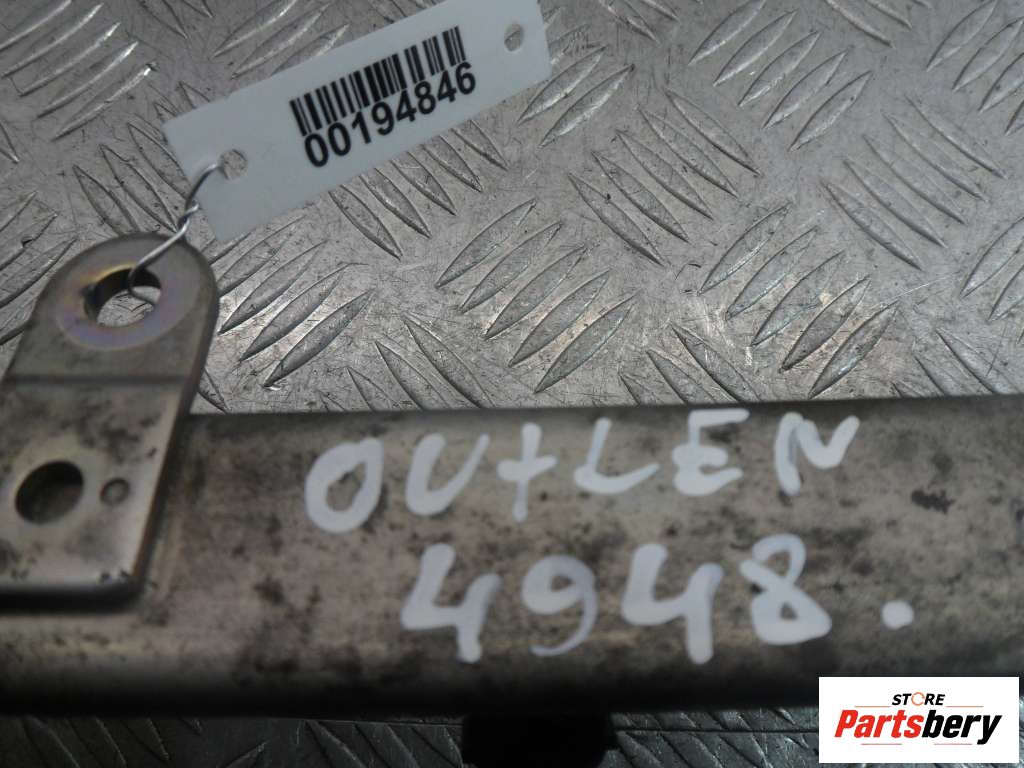 00194846
OUtLEN
4948.
STORE
Partsbery